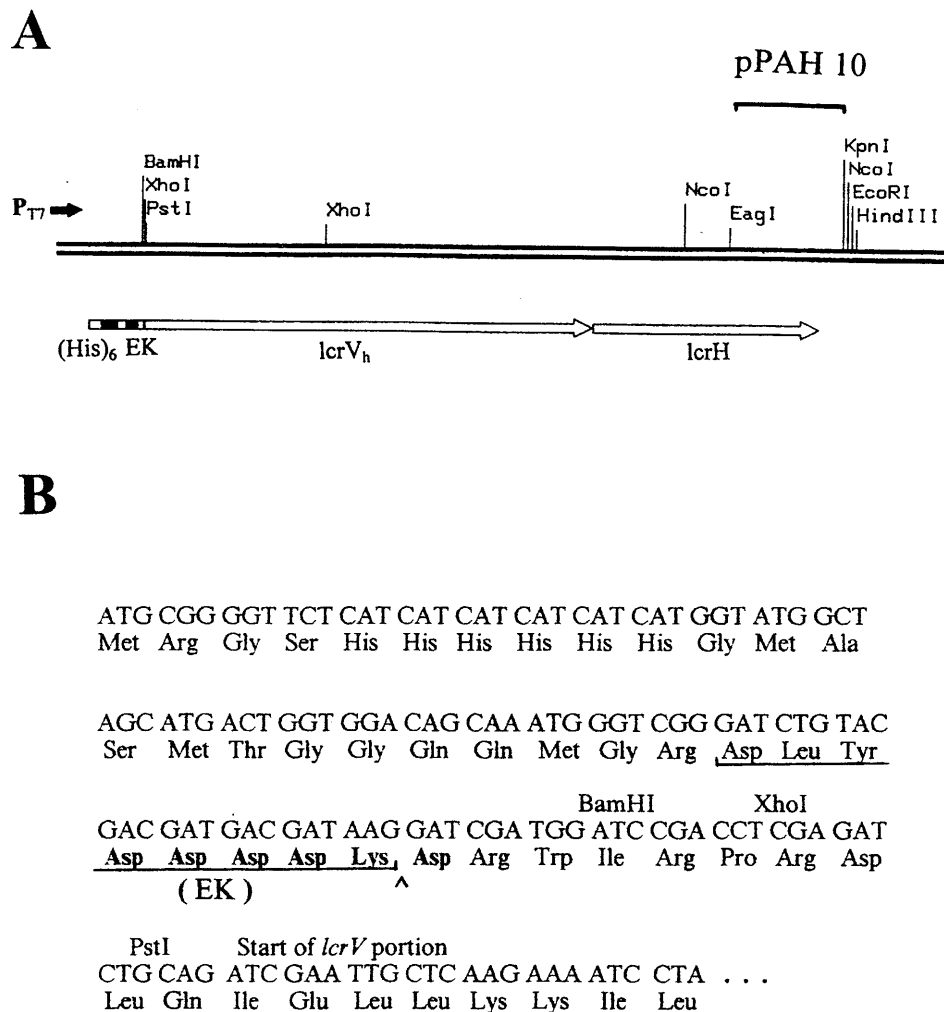 A
pPAH 10
KpnI
BamHI
NcoI
XhoI
NcoI
EcoRI
PT7
PstI
XhoI
EagI
HindIII
(His)6 EK
lcrVh
lcrH
B
ATG CGG GGT TCT CAT CAT CAT CAT CAT CAT GGT ATG GCT
Met Arg Gly Ser His His His His His His Gly Met Ala
AGC ATG ACT GGT GGA CAG CAA ATG GGT CGG GAT CTG TAC
Ser Met Thr Gly Gly Gln Gln Met Gly Arg Asp Leu Tyr
BamHI XhoI
GAC GAT GAC GAT AAG GAT CGA TGG ATC CGA CCT CGA GAT
Asp Asp Asp Asp Lys Asp Arg Trp Ile Arg Pro Arg Asp
( EK ) ^
PstI Start of lcrV portion
CTG CAG ATC GAA TTG CTC AAG AAA ATC CTA . . .
Leu Gln Ile Glu Leu Leu Lys Lys Ile Leu